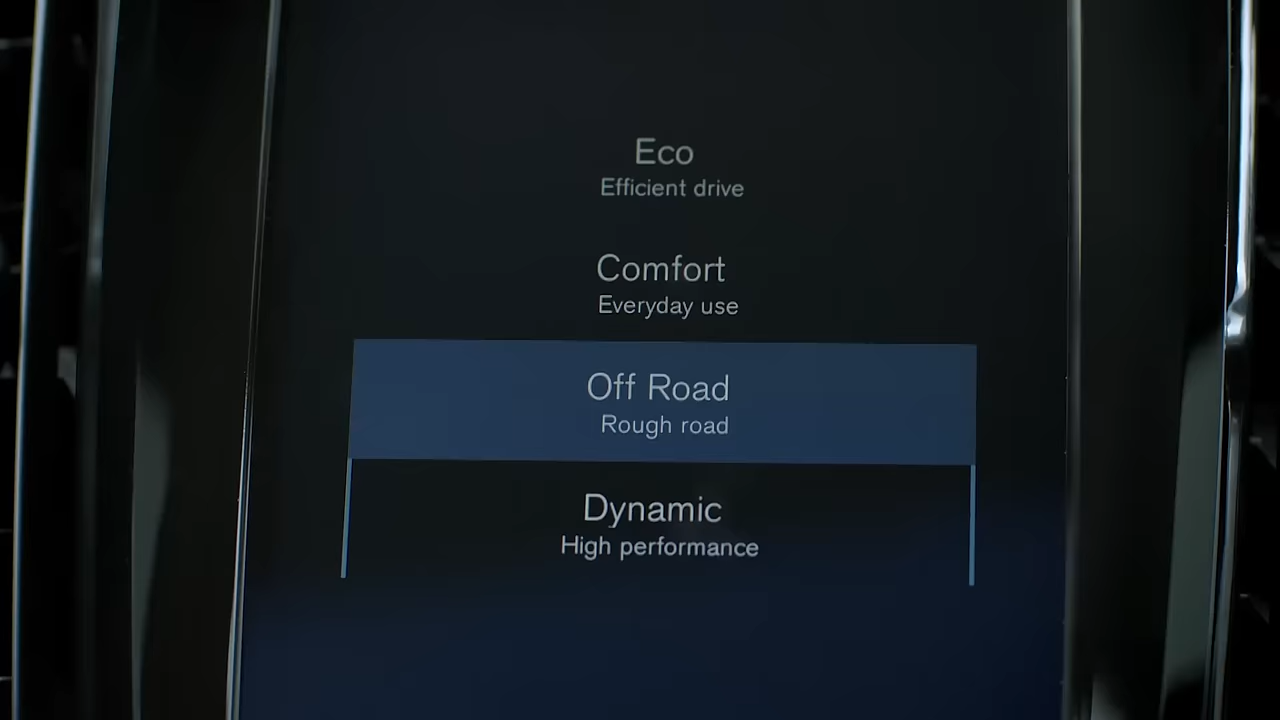 Eco
Efficient drive
Comfort
Everyday use
Off Road
Rough road
Dynamic
High performance